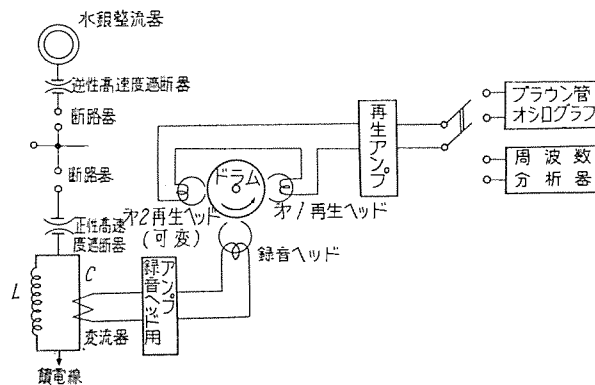 水銀整流器
逆性高速度遮断器
断路器
断路器
正性高速
度遮断器
L
C
変流器
饋電線
録音ヘッド用
アンプ
録音ヘッド
ドラム
才2再生ヘッド
(可変)
才1再生ヘッド
再生アンプ
ブラウン管
オシログラフ
周波数
分析器